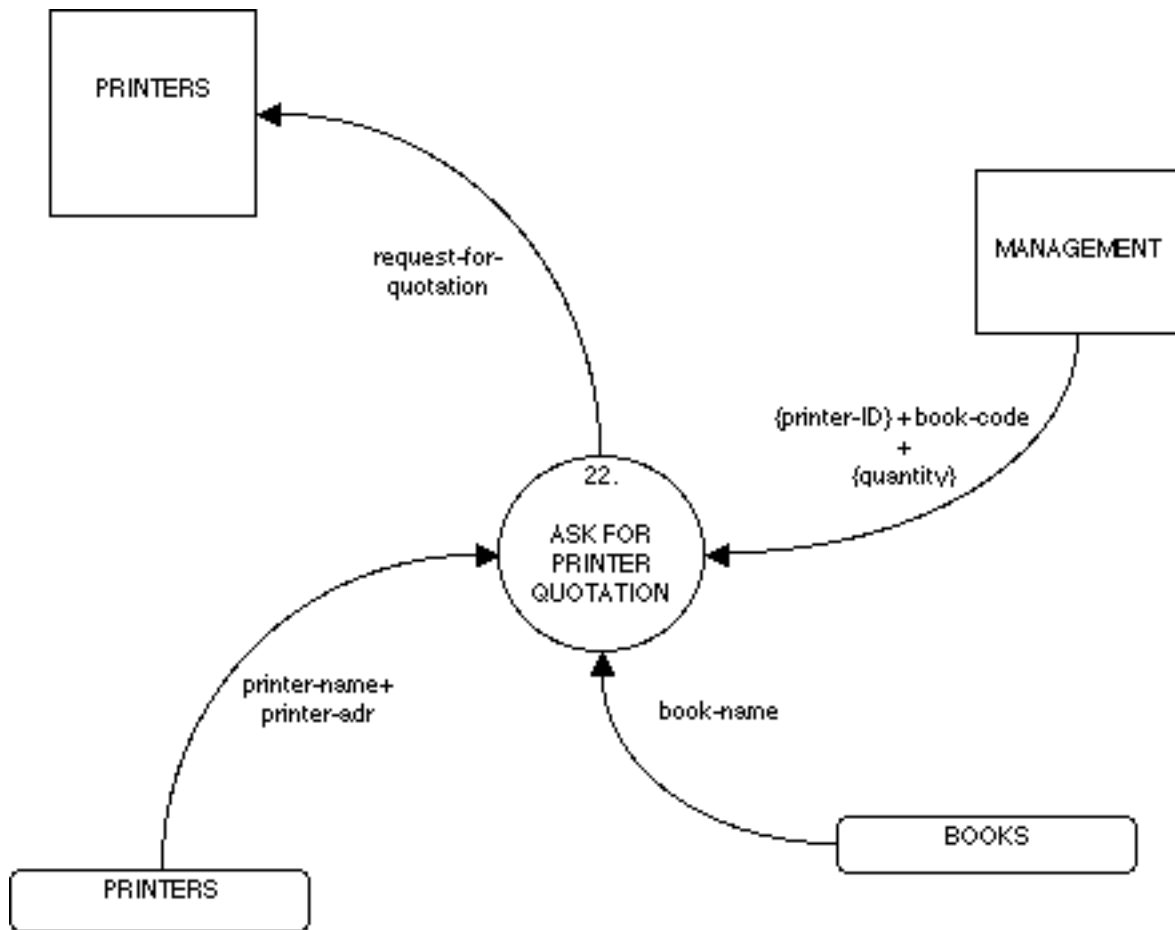 PRINTERS
request-for-
quotation
MANAGEMENT
{printer-ID} + book-code
+
{quantity}
22.
ASK FOR
PRINTER
QUOTATION
printer-name+
printer-adr
book-name
BOOKS
PRINTERS